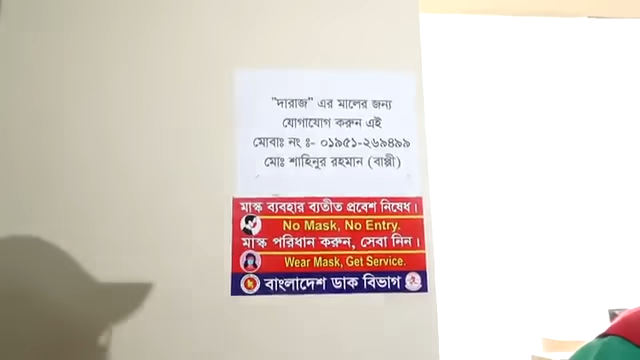 "দারাজ" এর মালের জন্য
যোগাযোগ করুন এই
মোবাঃ নং ঃ- ০১৯৫১-২৬৯৪৯৯
মোঃ শাহিনুর রহমান (বাপ্পী)
মাস্ক ব্যবহার ব্যতীত প্রবেশ নিষেধ।
No Mask, No Entry.
মাস্ক পরিধান করুন, সেবা নিন।
Wear Mask, Get Service.
বাংলাদেশ ডাক বিভাগ